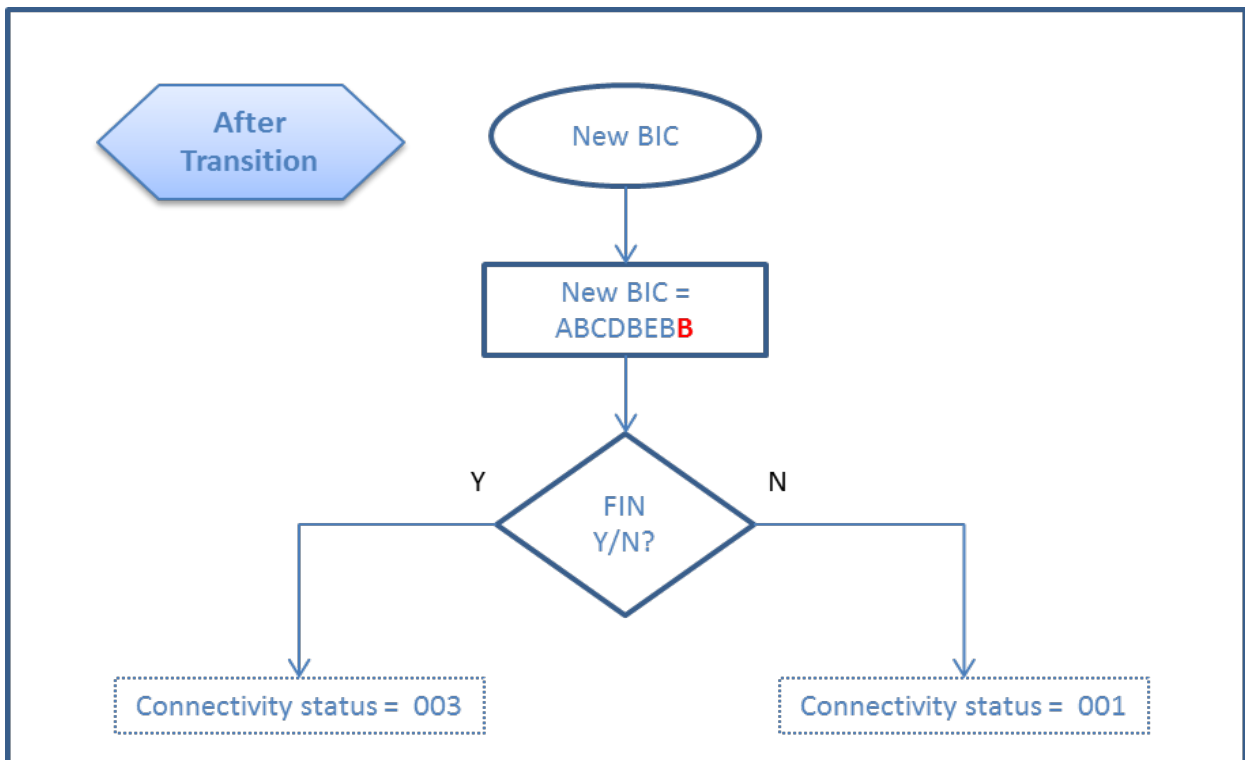 After
Transition
New BIC
New BIC =
ABCDBEBB
Y
N
FIN
Y/N?
Connectivity status = 003
Connectivity status = 001